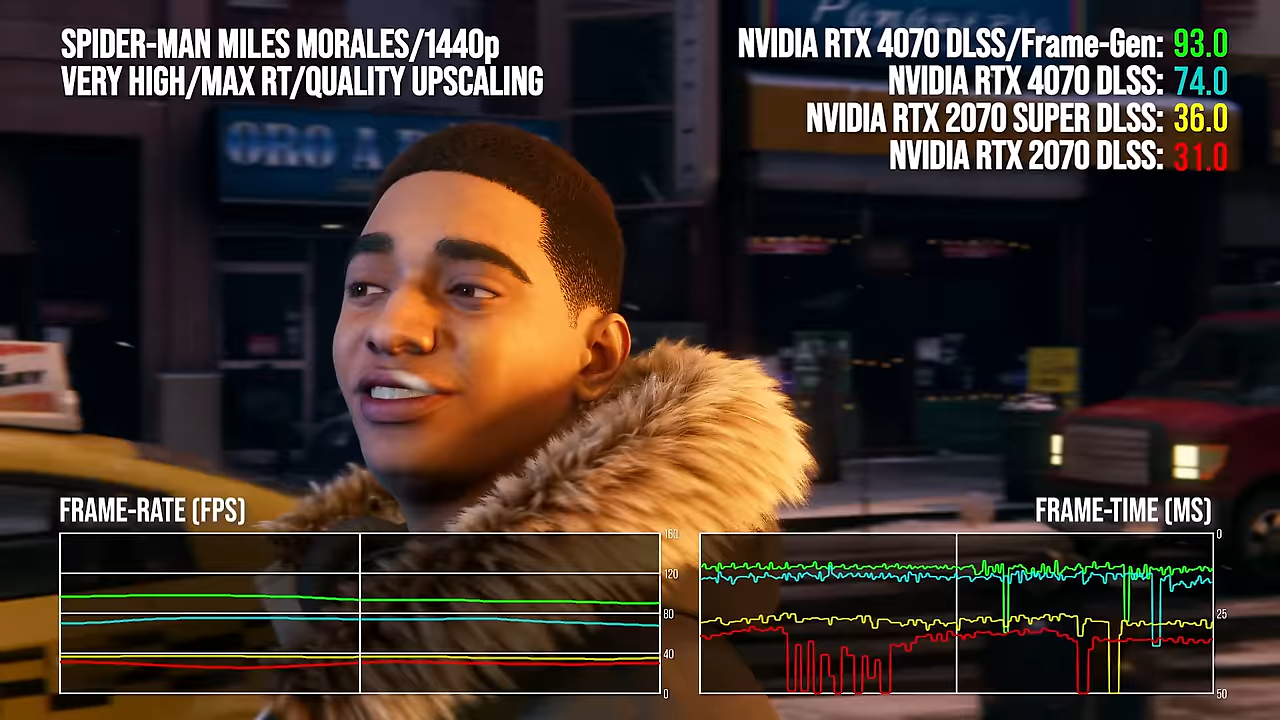 SPIDER-MAN MILES MORALES/1440p
VERY HIGH/MAX RT/QUALITY UPSCALING
NVIDIA RTX 4070 DLSS/Frame-Gen: 93.0
NVIDIA RTX 4070 DLSS: 74.0
NVIDIA RTX 2070 SUPER DLSS: 36.0
NVIDIA RTX 2070 DLSS: 31.0
ORO A
FRAME-RATE (FPS)
160
120
80
40
0
FRAME-TIME (MS)
0
25
50